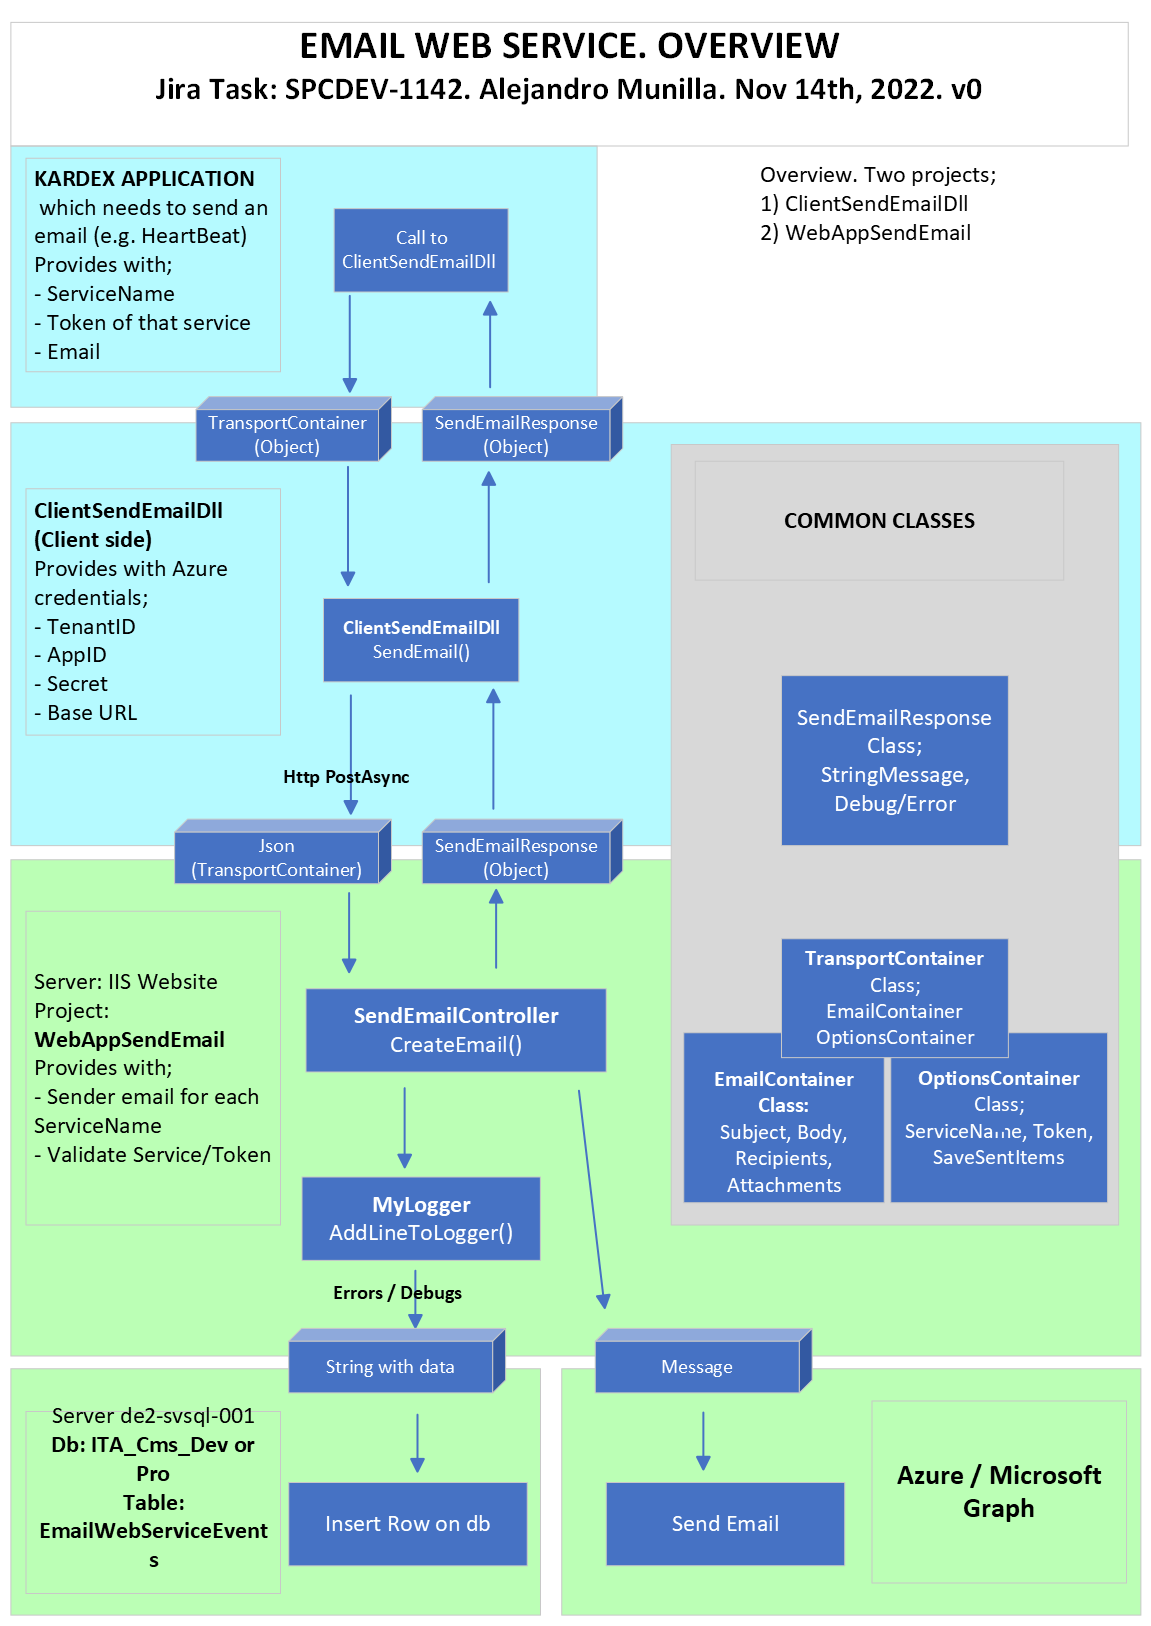 EMAIL WEB SERVICE. OVERVIEW
Jira Task: SPCDEV-1142. Alejandro Munilla. Nov 14th, 2022. v0
KARDEX APPLICATION
which needs to send an
email (e.g. HeartBeat)
Provides with;
- ServiceName
- Token of that service
- Email
Call to
ClientSendEmailDll
Overview. Two projects;
1) ClientSendEmailDll
2) WebAppSendEmail
TransportContainer
(Object)
SendEmailResponse
(Object)
ClientSendEmailDll
(Client side)
Provides with Azure
credentials;
- TenantID
- AppID
- Secret
- Base URL
ClientSendEmailDll
SendEmail()
Http PostAsync
COMMON CLASSES
SendEmailResponse
Class;
StringMessage,
Debug/Error
Json
(TransportContainer)
SendEmailResponse
(Object)
Server: IIS Website
Project:
WebAppSendEmail
Provides with;
- Sender email for each
ServiceName
- Validate Service/Token
SendEmailController
CreateEmail()
MyLogger
AddLineToLogger()
Errors / Debugs
TransportContainer
Class;
EmailContainer
OptionsContainer
EmailContainer
Class:
Subject, Body,
Recipients,
Attachments
OptionsContainer
Class;
ServiceName, Token,
SaveSentItems
String with data
Message
Server de2-svsql-001
Db: ITA_Cms_Dev or
Pro
Table:
EmailWebServiceEvent
s
Insert Row on db
Send Email
Azure / Microsoft
Graph